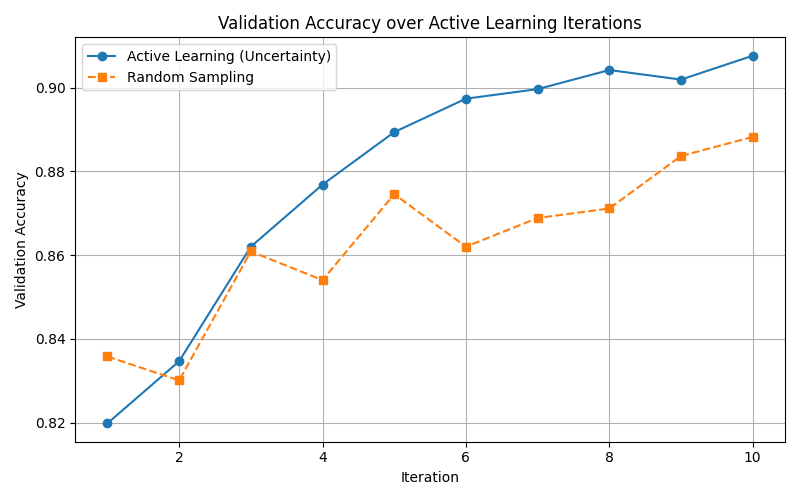 Validation Accuracy over Active Learning Iterations
Active Learning (Uncertainty)
Random Sampling
Validation Accuracy
0.90
0.88
0.86
0.84
0.82
2 4 6 8 10
Iteration